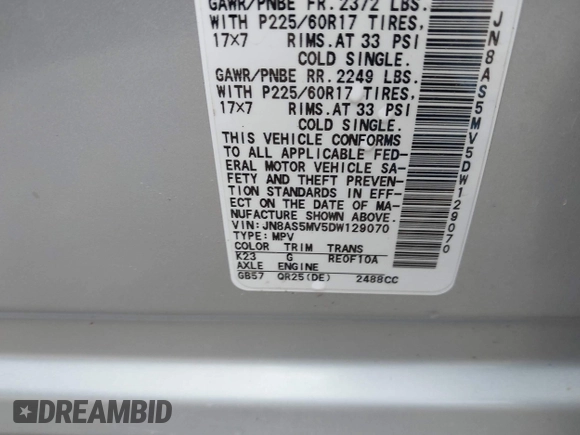 GAWR/PNBE FR. 2372 LBS.
WITH P225/60R17 TIRES,
17×7 RIMS. AT 33 PSI
COLD SINGLE.
GAWR/PNBE RR. 2249 LBS.
WITH P225/60R17 TIRES,
17×7 RIMS. AT 33 PSI
COLD SINGLE.
THIS VEHICLE CONFORMS
TO ALL APPLICABLE FED-
ERAL MOTOR VEHICLE SA-
FETY AND THEFT PREVEN-
TION STANDARDS IN EFF-
ECT ON THE DATE OF MA-
NUFACTURE SHOWN ABOVE.
VIN: JN8AS5MV5DW129070
TYPE: MPV
COLOR TRIM TRANS
K23 G RE0F10A
AXLE ENGINE
GB57 QR25(DE) 2488CC
JN8AS5MV5DW129070
DREAMBID